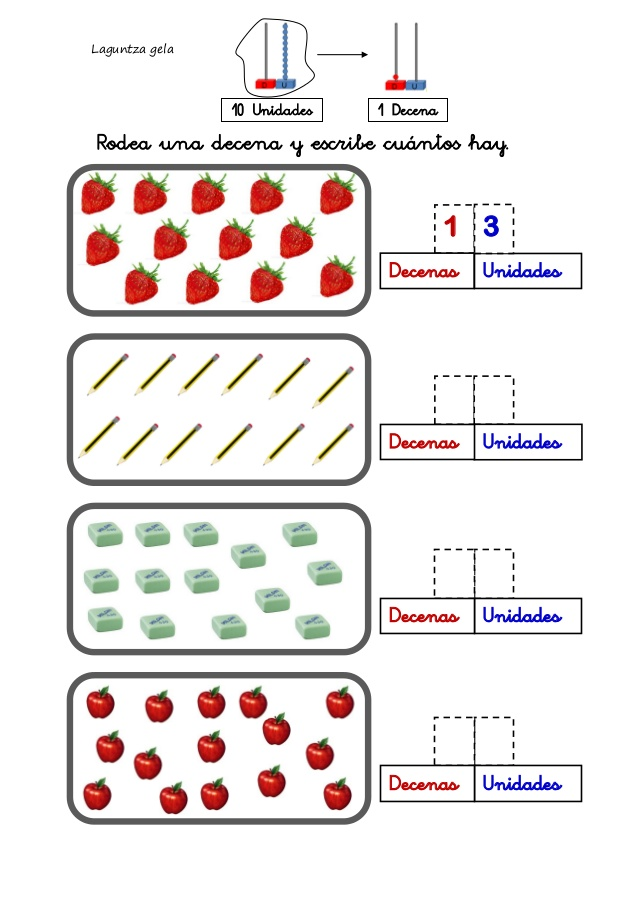 Laguntza gela
D U
D U
10 Unidades
1 Decena
Rodea una decena y escribe cuántos hay.
1 3
Decenas Unidades
Decenas Unidades
Decenas Unidades
Decenas Unidades